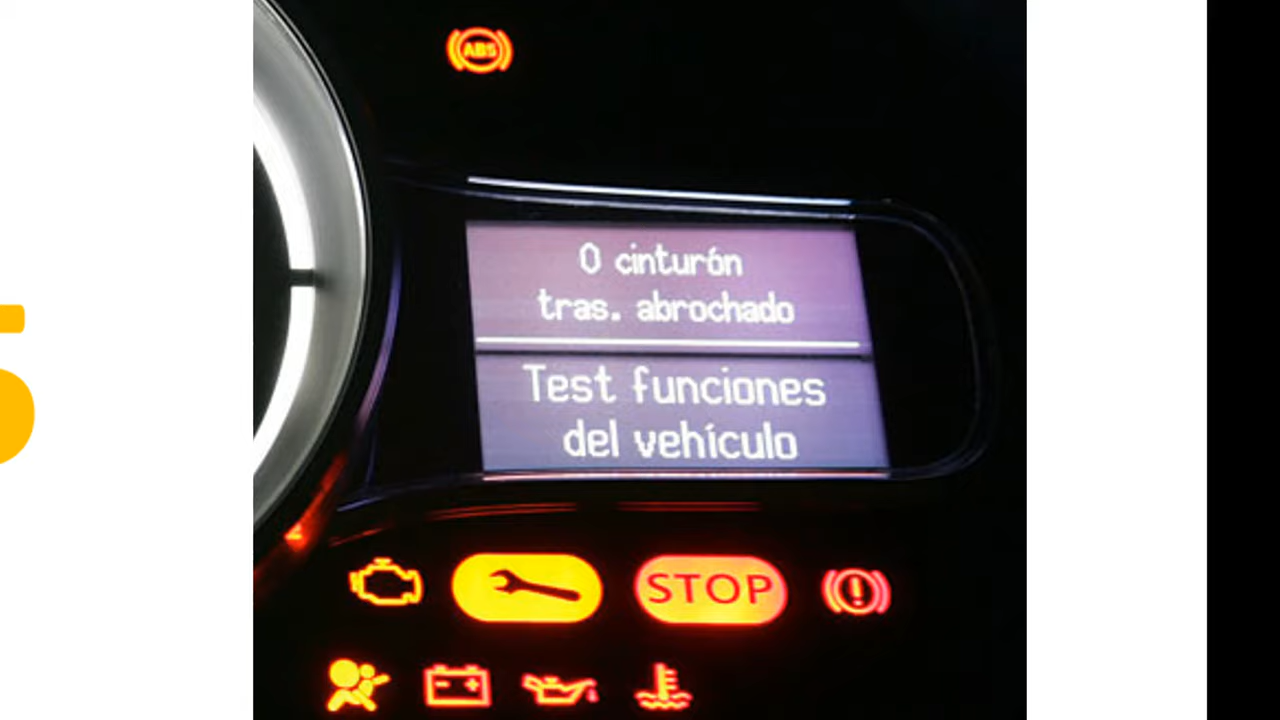 ABS
0 cinturón
tras. abrochado
Test funciones
del vehículo
STOP